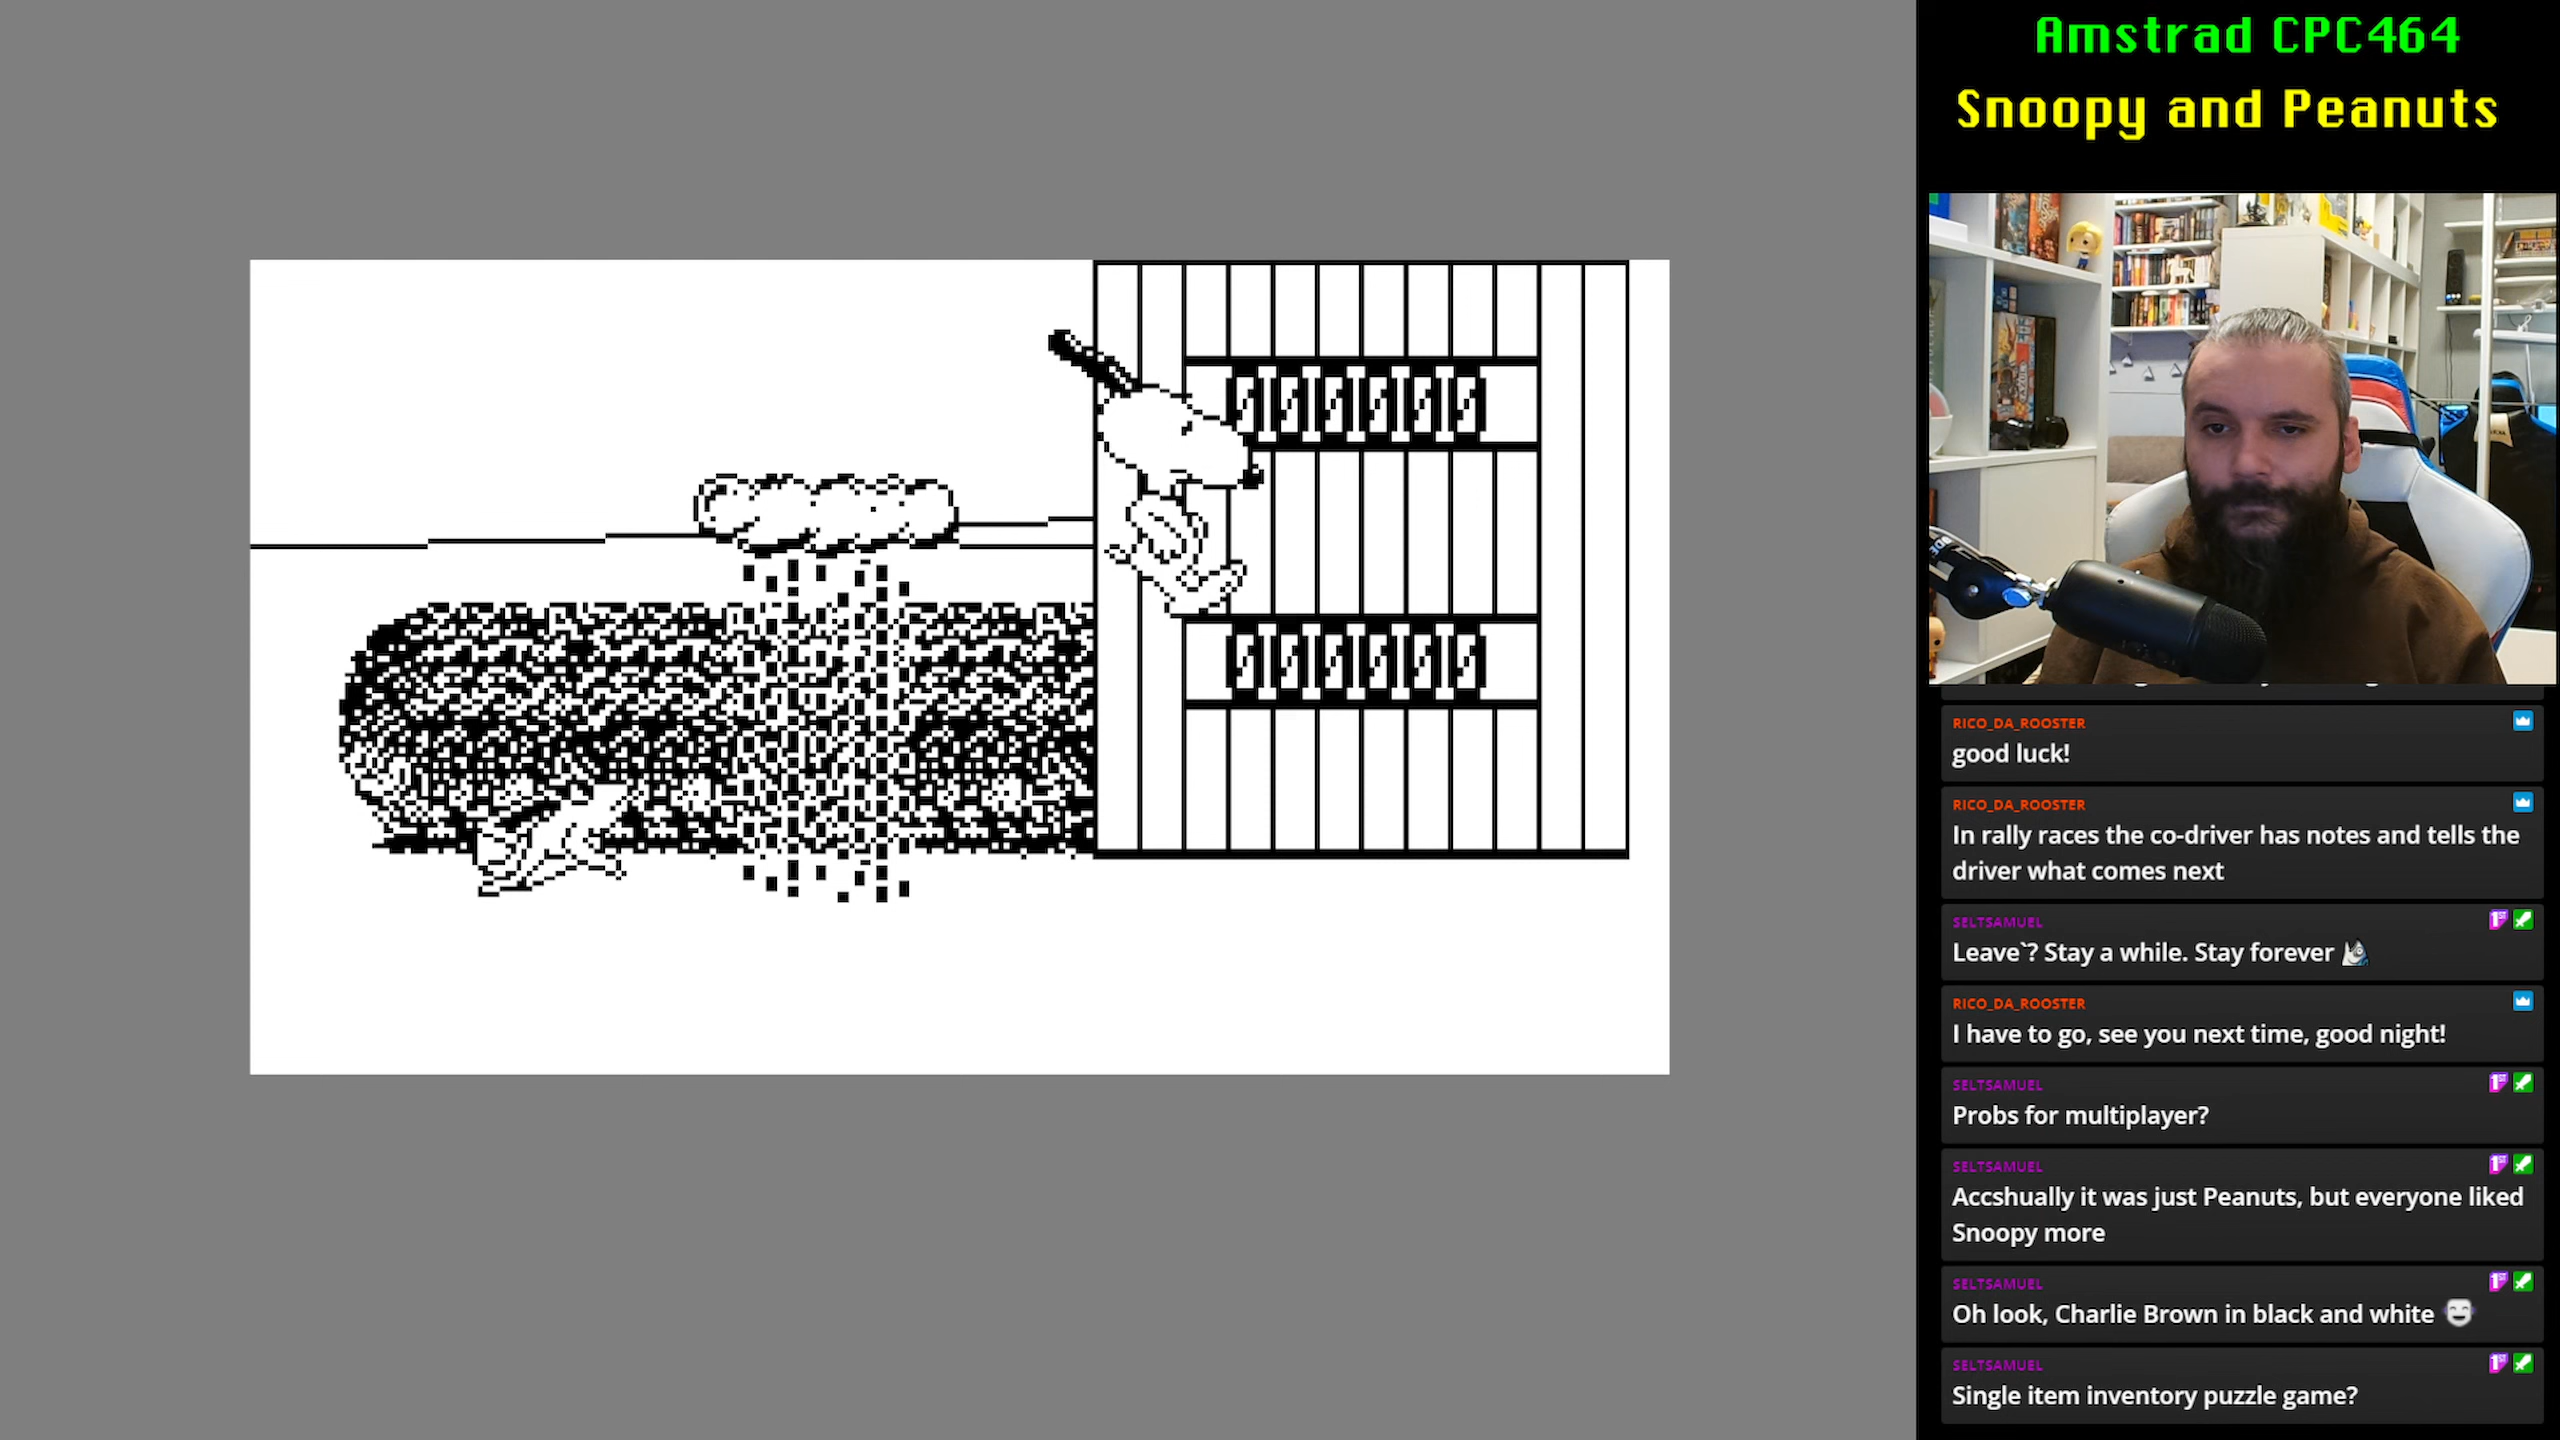 Amstrad CPC464
Snoopy and Peanuts
000000
000000
RICO_DA_ROOSTER
good luck!
RICO_DA_ROOSTER
In rally races the co-driver has notes and tells the
driver what comes next
SELTSAMUEL
Leave`? Stay a while. Stay forever
RICO_DA_ROOSTER
I have to go, see you next time, good night!
SELTSAMUEL
Probs for multiplayer?
SELTSAMUEL
Accshually it was just Peanuts, but everyone liked
Snoopy more
SELTSAMUEL
Oh look, Charlie Brown in black and white
SELTSAMUEL
Single item inventory puzzle game?